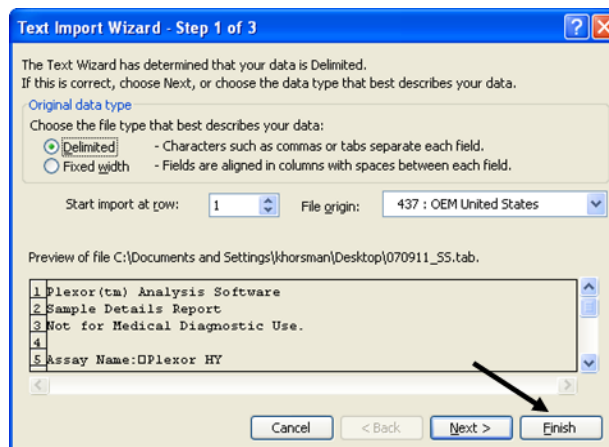 Text Import Wizard - Step 1 of 3
The Text Wizard has determined that your data is Delimited.
If this is correct, choose Next, or choose the data type that best describes your data.
Original data type
Choose the file type that best describes your data:
Delimited - Characters such as commas or tabs separate each field.
Fixed width - Fields are aligned in columns with spaces between each field.
Start import at row: 1 File origin: 437 : OEM United States
Preview of file C:\Documents and Settings\khorsman\Desktop\070911_SS.tab.
1 Plexor(tm) Analysis Software
2 Sample Details Report
3 Not for Medical Diagnostic Use.
4
5 Assay Name:□Plexor HY
Cancel < Back Next > Finish